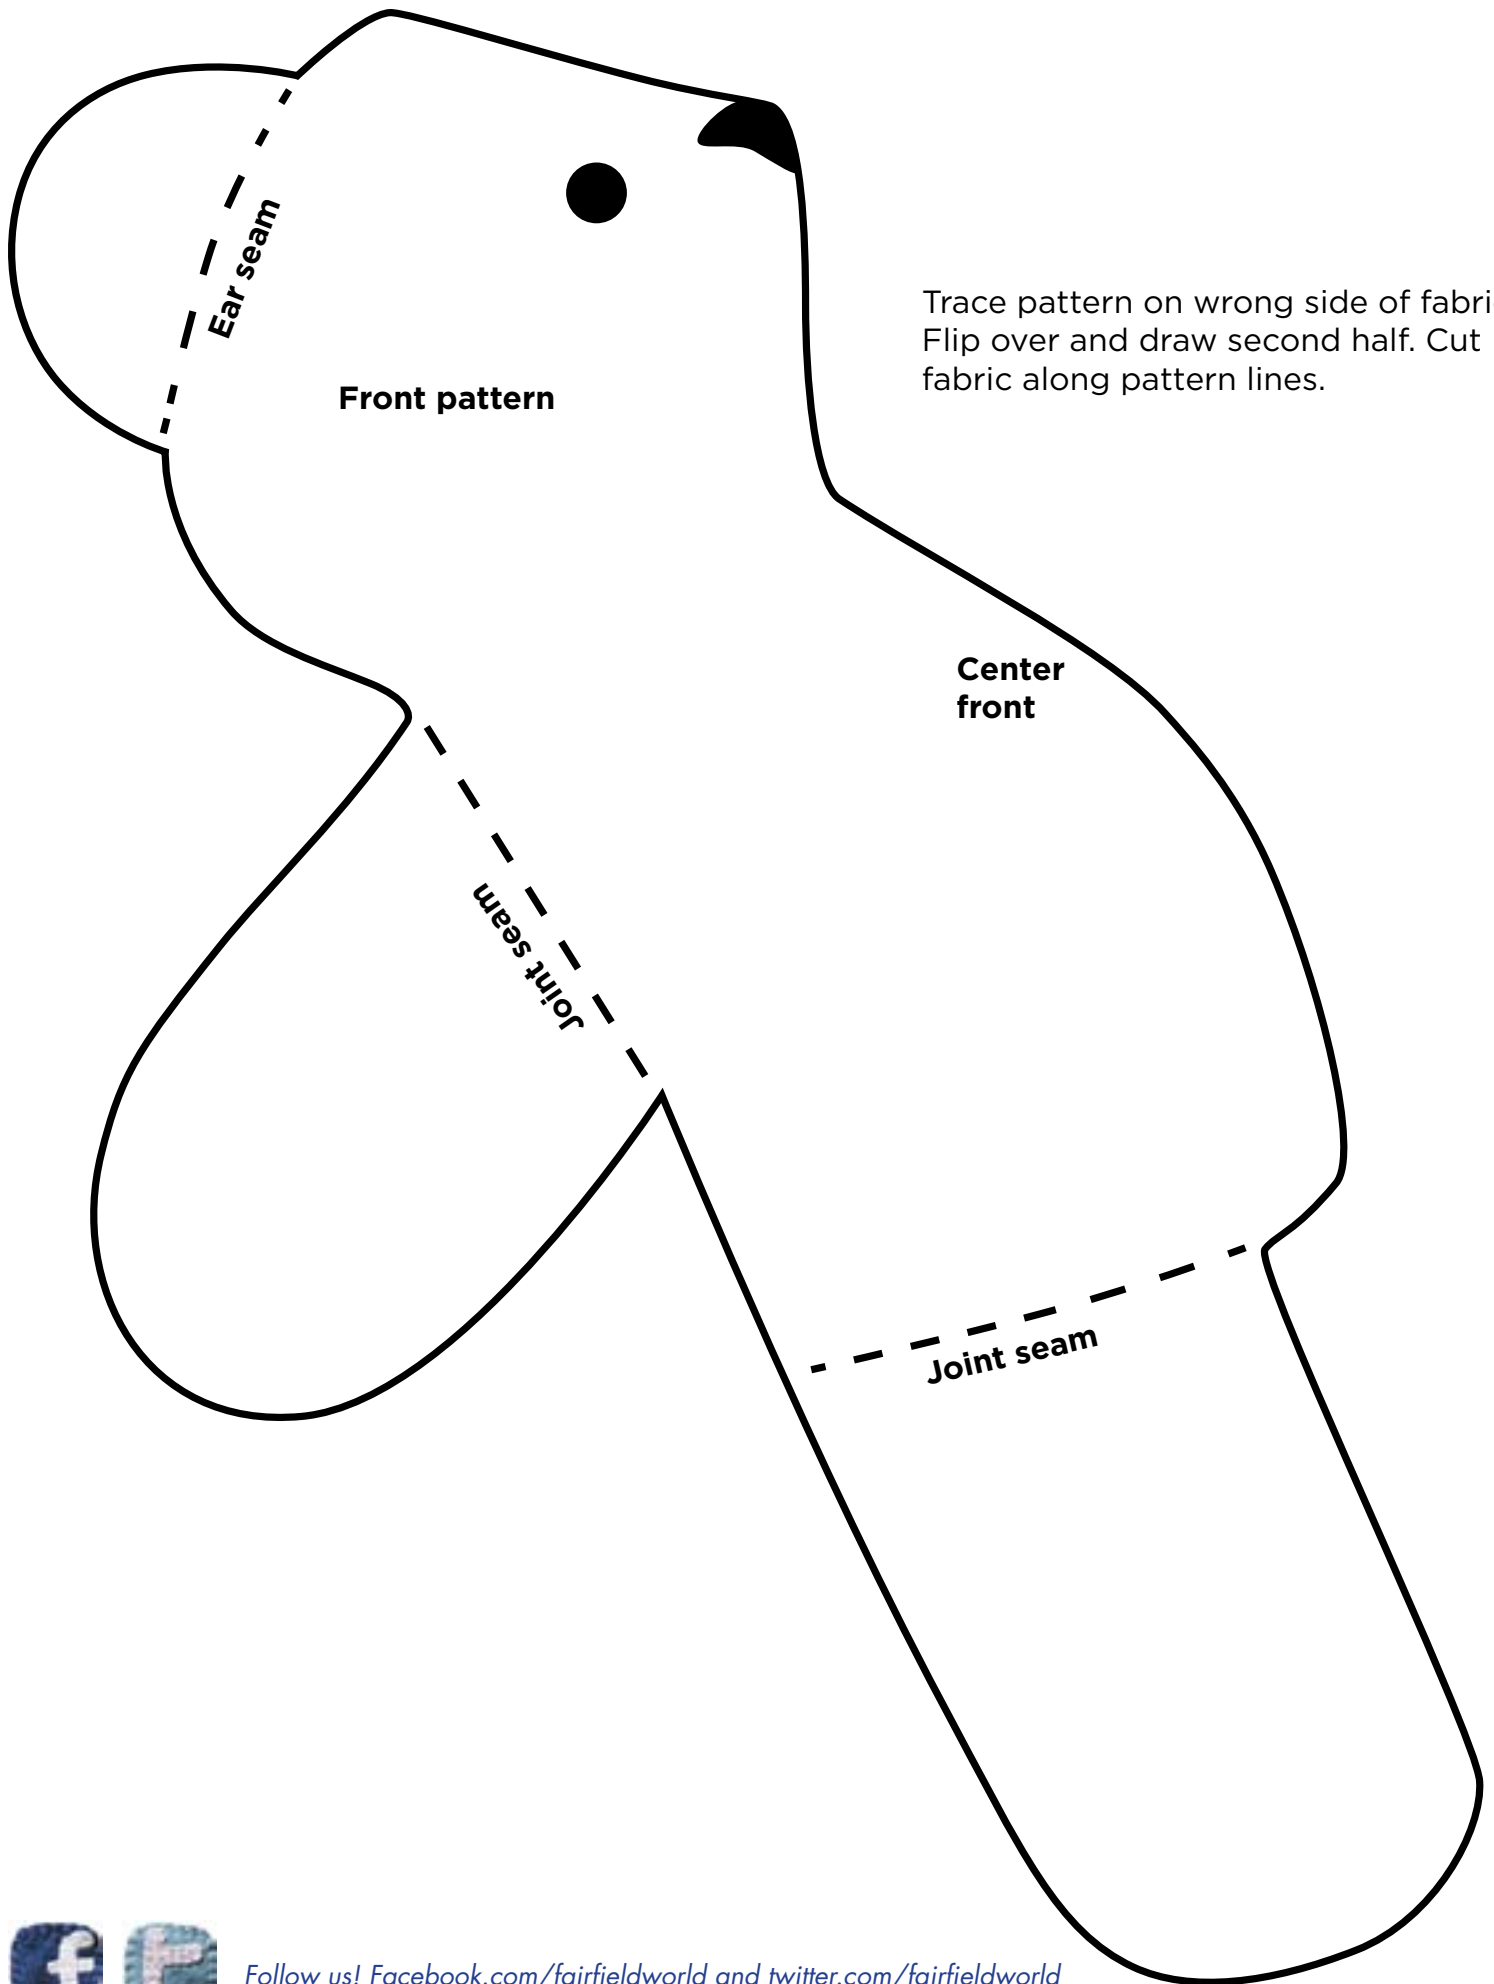 Ear seam
Trace pattern on wrong side of fabri
Flip over and draw second half. Cut
fabric along pattern lines.
Front pattern
Center
front
Joint seam
Joint seam
f t
Follow us! Facebook.com/fairfieldworld and twitter.com/fairfieldworld